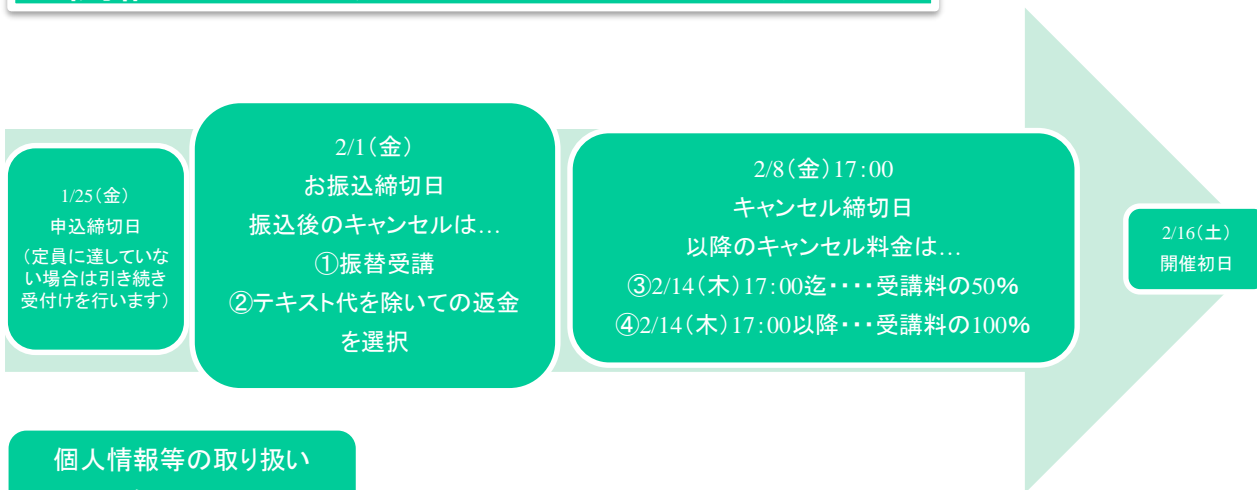 1/25(金)
申込締切日
(定員に達していな
い場合は引き続き
受付けを行います)
2/1(金)
お振込締切日
振込後のキャンセルは…
①振替受講
②テキスト代を除いての返金
を選択
2/8(金)17:00
キャンセル締切日
以降のキャンセル料金は…
③2/14(木)17:00迄・・・・受講料の50%
④2/14(木)17:00以降・・・受講料の100%
2/16(土)
開催初日
個人情報等の取り扱い